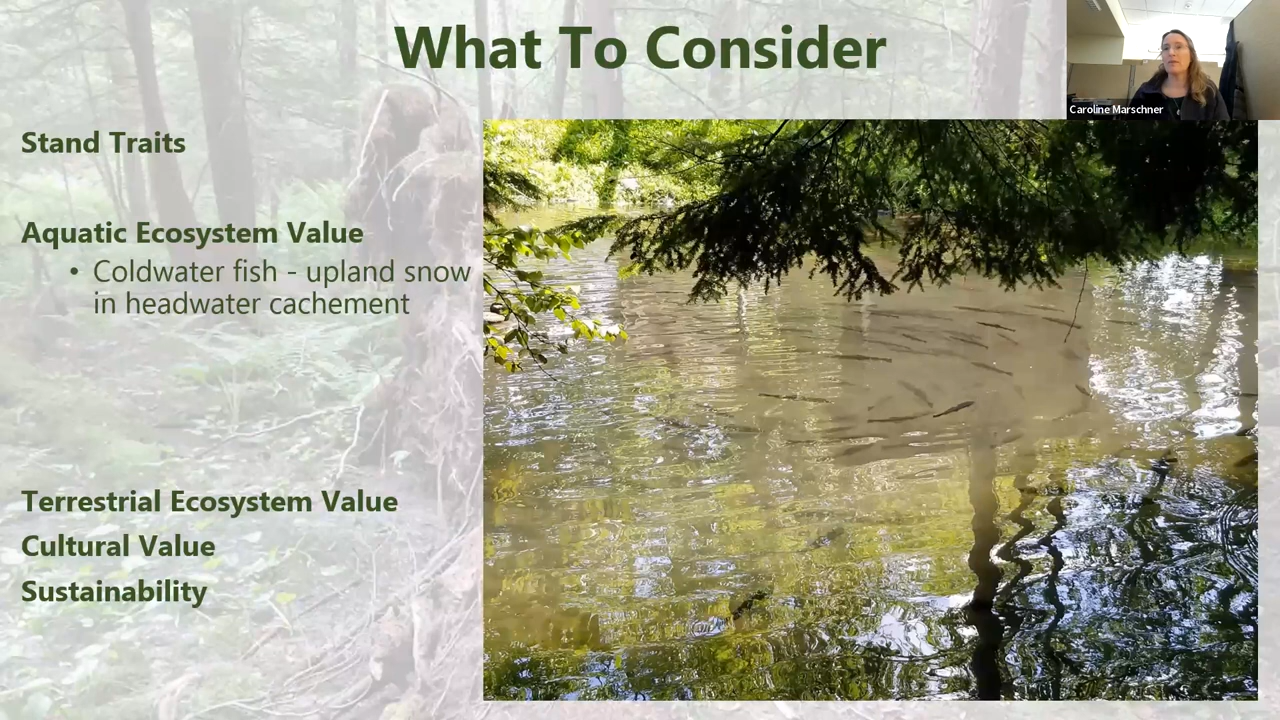 What To Consider
Caroline Marschner
Stand Traits
Aquatic Ecosystem Value
• Coldwater fish - upland snow
in headwater cachement
Terrestrial Ecosystem Value
Cultural Value
Sustainability